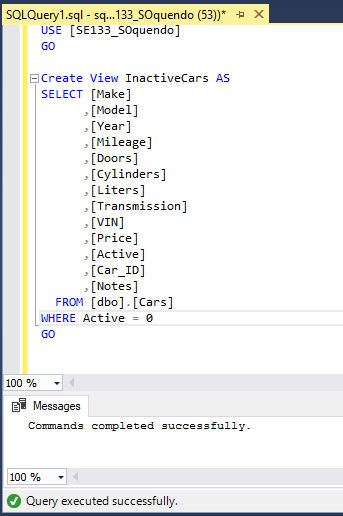 SQLQuery1.sql - sq...133_SOquendo (53))*
USE [SE133_SOquendo]
GO
Create View InactiveCars AS
SELECT [Make]
,[Model]
,[Year]
,[Mileage]
,[Doors]
,[Cylinders]
,[Liters]
,[Transmission]
,[VIN]
,[Price]
,[Active]
,[Car_ID]
,[Notes]
FROM [dbo].[Cars]
WHERE Active = 0
GO
100 %
Messages
Commands completed successfully.
100 %
Query executed successfully.